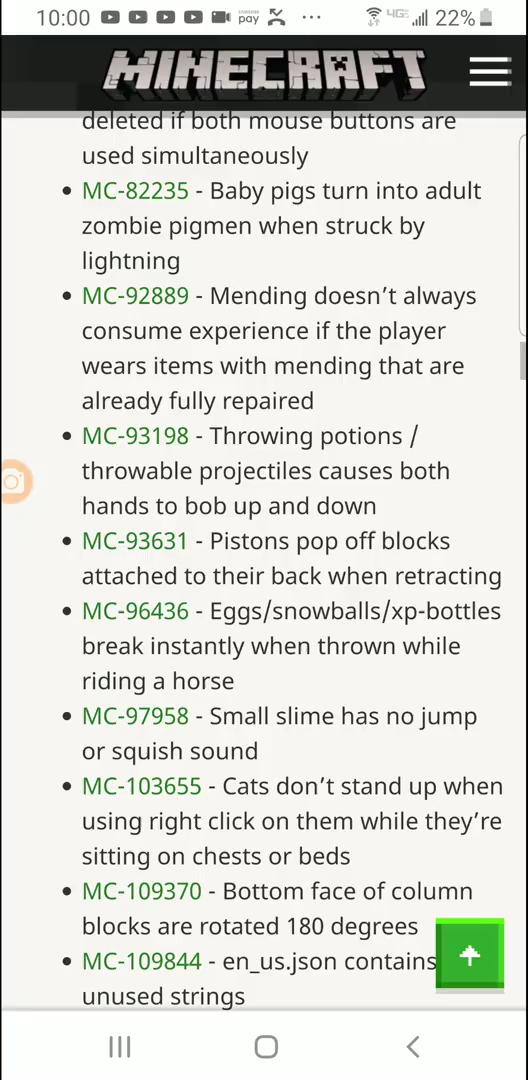 10:00 SAMSUNG pay 4GE 22%
MINECRAFT
deleted if both mouse buttons are
used simultaneously
• MC-82235 - Baby pigs turn into adult
zombie pigmen when struck by
lightning
• MC-92889 - Mending doesn’t always
consume experience if the player
wears items with mending that are
already fully repaired
• MC-93198 - Throwing potions /
throwable projectiles causes both
hands to bob up and down
• MC-93631 - Pistons pop off blocks
attached to their back when retracting
• MC-96436 - Eggs/snowballs/xp-bottles
break instantly when thrown while
riding a horse
• MC-97958 - Small slime has no jump
or squish sound
• MC-103655 - Cats don’t stand up when
using right click on them while they’re
sitting on chests or beds
• MC-109370 - Bottom face of column
blocks are rotated 180 degrees
• MC-109844 - en_us.json contains
unused strings